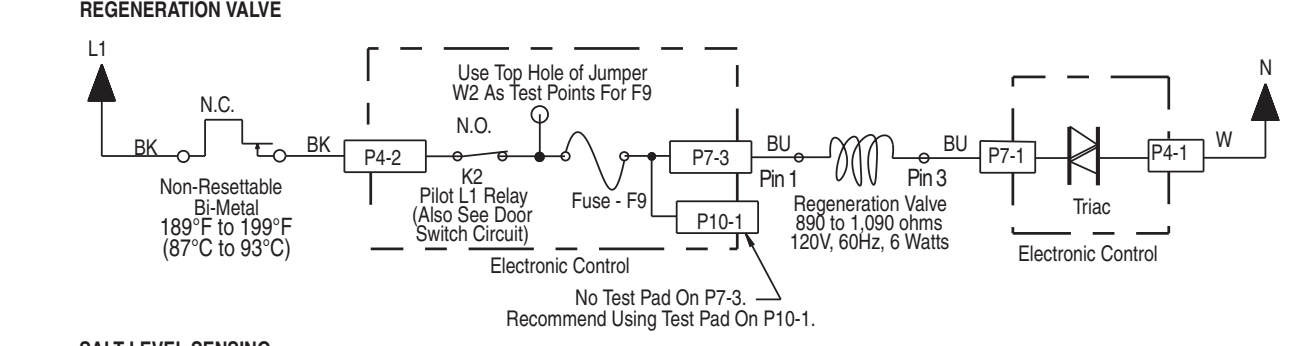 REGENERATION VALVE
L1
N
Use Top Hole of Jumper
W2 As Test Points For F9
N.C.
N.O.
BK
BK
P4-2
P7-3
BU
BU
P7-1
P4-1
W
K2
Pilot L1 Relay
(Also See Door
Switch Circuit)
Fuse - F9
Pin 1
Pin 3
Non-Resettable
Bi-Metal
189°F to 199°F
(87°C to 93°C)
P10-1
Regeneration Valve
890 to 1,090 ohms
120V, 60Hz, 6 Watts
Triac
Electronic Control
Electronic Control
No Test Pad On P7-3.
Recommend Using Test Pad On P10-1.
SALT LEVEL SENSING